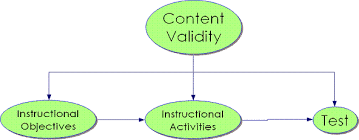 Content
Validity
Instructional
Objectives
Instructional
Activities
Test